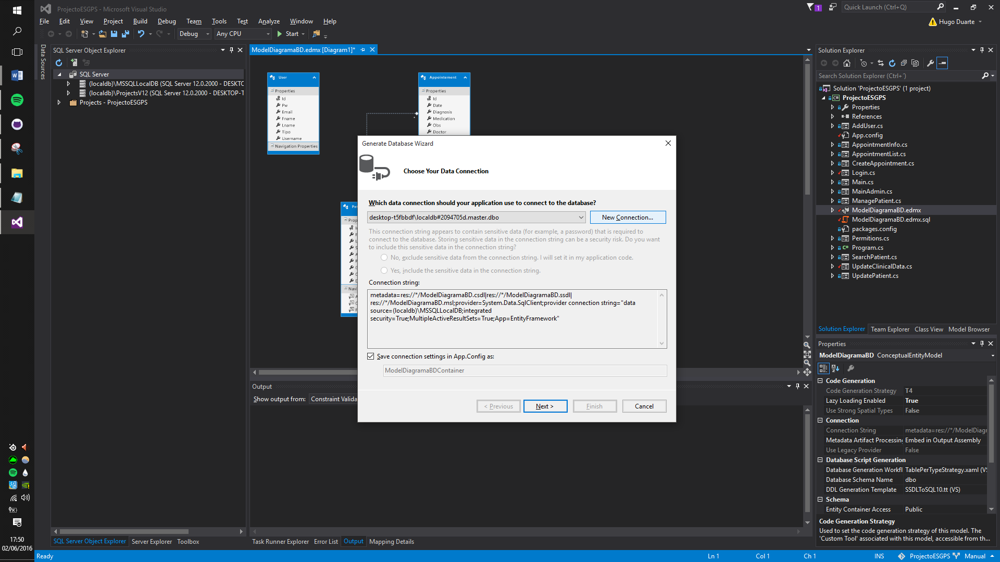 ProjectoESGPS - Microsoft Visual Studio
1
Quick Launch (Ctrl+Q)
File Edit View Project Build Debug Team Tools Test Analyze Window Help
Hugo Duarte
Debug Any CPU Start
Data Sources
SQL Server Object Explorer
SQL Server
(localdb)\MSSQLLocalDB (SQL Server 12.0.2000 - DESKTC
(localdb)\ProjectsV12 (SQL Server 12.0.2000 - DESKTOP-T
Projects - ProjectoESGPS
ModelDiagramaBD.edmx [Diagram1]*
User
Properties
Id
Pw
Email
Fname
Lname
Tipo
Username
Navigation Properties
Appointement
Properties
Id
Date
Diagnosis
Medication
Obs
Doctor
Generate Database Wizard
Choose Your Data Connection
Which data connection should your application use to connect to the database?
desktop-t5fbbdf\localdb#2094705d.master.dbo
New Connection...
This connection string appears to contain sensitive data (for example, a password) that is required to
connect to the database. Storing sensitive data in the connection string can be a security risk. Do you want
to include this sensitive data in the connection string?
No, exclude sensitive data from the connection string. I will set it in my application code.
Yes, include the sensitive data in the connection string.
Connection string:
metadata=res://*/ModelDiagramaBD.csdl|res://*/ModelDiagramaBD.ssdl|
res://*/ModelDiagramaBD.msl;provider=System.Data.SqlClient;provider connection string="data
source=(localdb)\MSSQLLocalDB;integrated
security=True;MultipleActiveResultSets=True;App=EntityFramework"
Save connection settings in App.Config as:
ModelDiagramaBDContainer
< Previous
Next >
Finish
Cancel
Output
Show output from: Constraint Valida
Solution Explorer
Search Solution Explorer (Ctrl+´)
Solution 'ProjectoESGPS' (1 project)
ProjectoESGPS
Properties
References
AddUser.cs
App.config
AppointmentInfo.cs
AppointmentList.cs
CreateAppointment.cs
Login.cs
Main.cs
MainAdmin.cs
ManagePatient.cs
ModelDiagramaBD.edmx
ModelDiagramaBD.edmx.sql
packages.config
Permitions.cs
Program.cs
SearchPatient.cs
UpdateClinicalData.cs
UpdatePatient.cs
Solution Explorer Team Explorer Class View Model Browser
Properties
ModelDiagramaBD ConceptualEntityModel
Code Generation
Code Generation Strategy T4
Lazy Loading Enabled True
Use Strong Spatial Types False
Connection
Connection String metadata=res://*/ModelDiagr
Metadata Artifact Processing Embed in Output Assembly
Use Legacy Provider False
Database Script Generation
Database Generation Workfl TablePerTypeStrategy.xaml (VS
Database Schema Name dbo
DDL Generation Template SSDLToSQL10.tt (VS)
Schema
Entity Container Access Public
Code Generation Strategy
Used to set the code generation strategy of this model. The
'Custom Tool' associated with this model, accessible from th...
SQL Server Object Explorer Server Explorer Toolbox
Task Runner Explorer Error List Output Mapping Details
17:50
02/06/2016
Ready
Ln 1 Col 1 Ch 1 INS ProjectoESGPS Manual